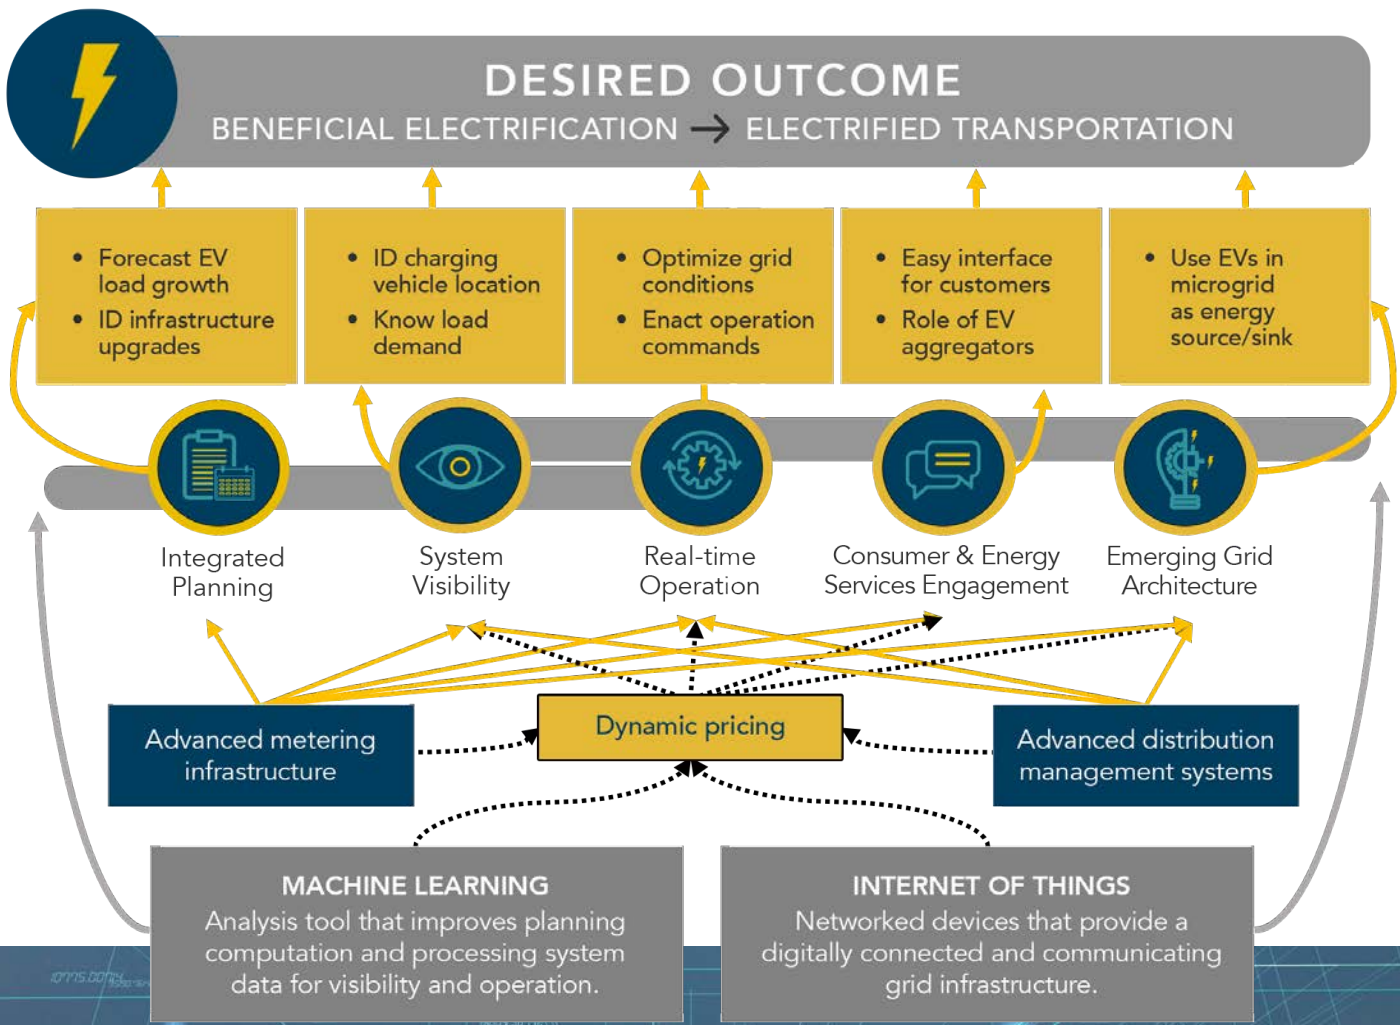 DESIRED OUTCOME
BENEFICIAL ELECTRIFICATION → ELECTRIFIED TRANSPORTATION
• Forecast EV
load growth
• ID infrastructure
upgrades
• ID charging
vehicle location
• Know load
demand
• Optimize grid
conditions
• Enact operation
commands
• Easy interface
for customers
• Role of EV
aggregators
• Use EVs in
microgrid
as energy
source/sink
Integrated
Planning
System
Visibility
Real-time
Operation
Consumer & Energy
Services Engagement
Emerging Grid
Architecture
Advanced metering
infrastructure
Dynamic pricing
Advanced distribution
management systems
MACHINE LEARNING
Analysis tool that improves planning
computation and processing system
data for visibility and operation.
INTERNET OF THINGS
Networked devices that provide a
digitally connected and communicating
grid infrastructure.